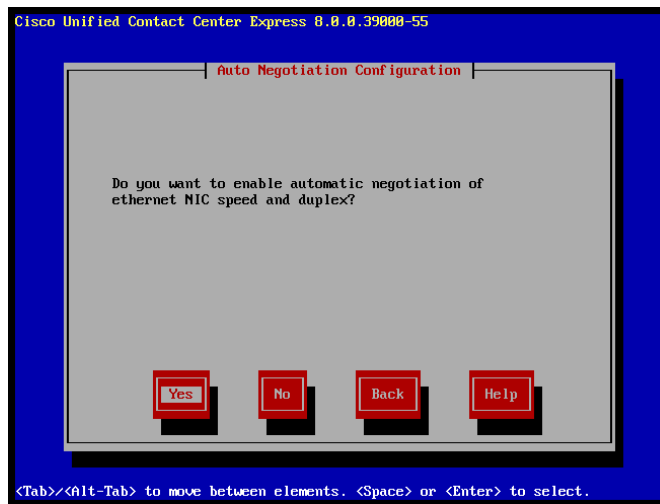 Cisco Unified Contact Center Express 8.0.0.39000-55
Auto Negotiation Configuration
Do you want to enable automatic negotiation of
ethernet NIC speed and duplex?
Yes No Back Help
<Tab>/<Alt-Tab> to move between elements. <Space> or <Enter> to select.